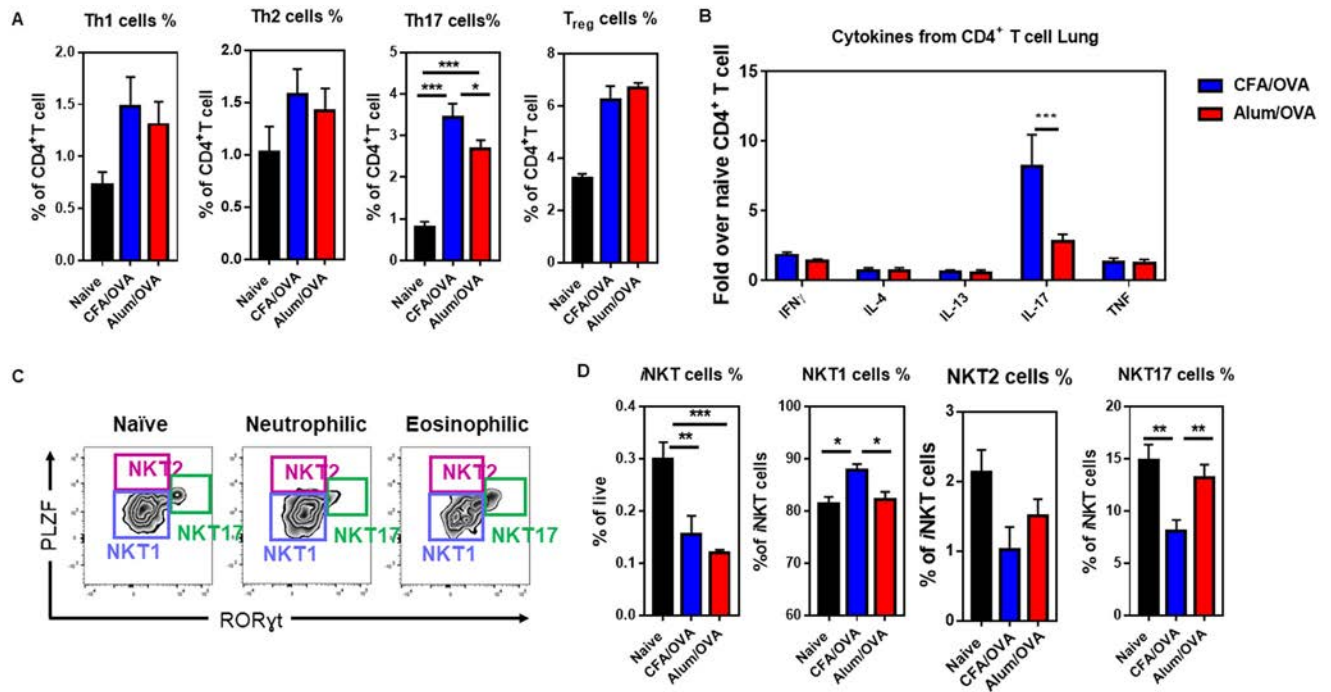 A
Th1 cells %
% of CD4+T cell
2.0
1.5
1.0
0.5
0.0
Naive
CFA/OVA
Alum/OVA
Th2 cells %
% of CD4+T cell
2.0
1.5
1.0
0.5
0.0
Naive
CFA/OVA
Alum/OVA
Th17 cells%
% of CD4+T cell
5
4
3
2
1
0
***
***
*
Naive
CFA/OVA
Alum/OVA
Treg cells %
% of CD4+T cell
8
6
4
2
0
Naive
CFA/OVA
Alum/OVA
B
Cytokines from CD4+ T cell Lung
Fold over naive CD4+ T cell
15
10
5
0
***
IFNγ
IL-4
IL-13
IL-17
TNF
CFA/OVA
Alum/OVA
C
Naïve
Neutrophilic
Eosinophilic
NKT2
NKT17
NKT1
NKT2
NKT17
NKT1
NKT2
NKT17
NKT1
PLZF
RORγt
D
iNKT cells %
% of live
0.4
0.3
0.2
0.1
0.0
***
**
Naive
CFA/OVA
Alum/OVA
NKT1 cells %
%of iNKT cells
100
90
80
70
60
*
*
Naive
CFA/OVA
Alum/OVA
NKT2 cells %
% of iNKT cells
3
2
1
0
Naive
CFA/OVA
Alum/OVA
NKT17 cells %
% of iNKT cells
20
15
10
5
0
**
**
Naive
CFA/OVA
Alum/OVA